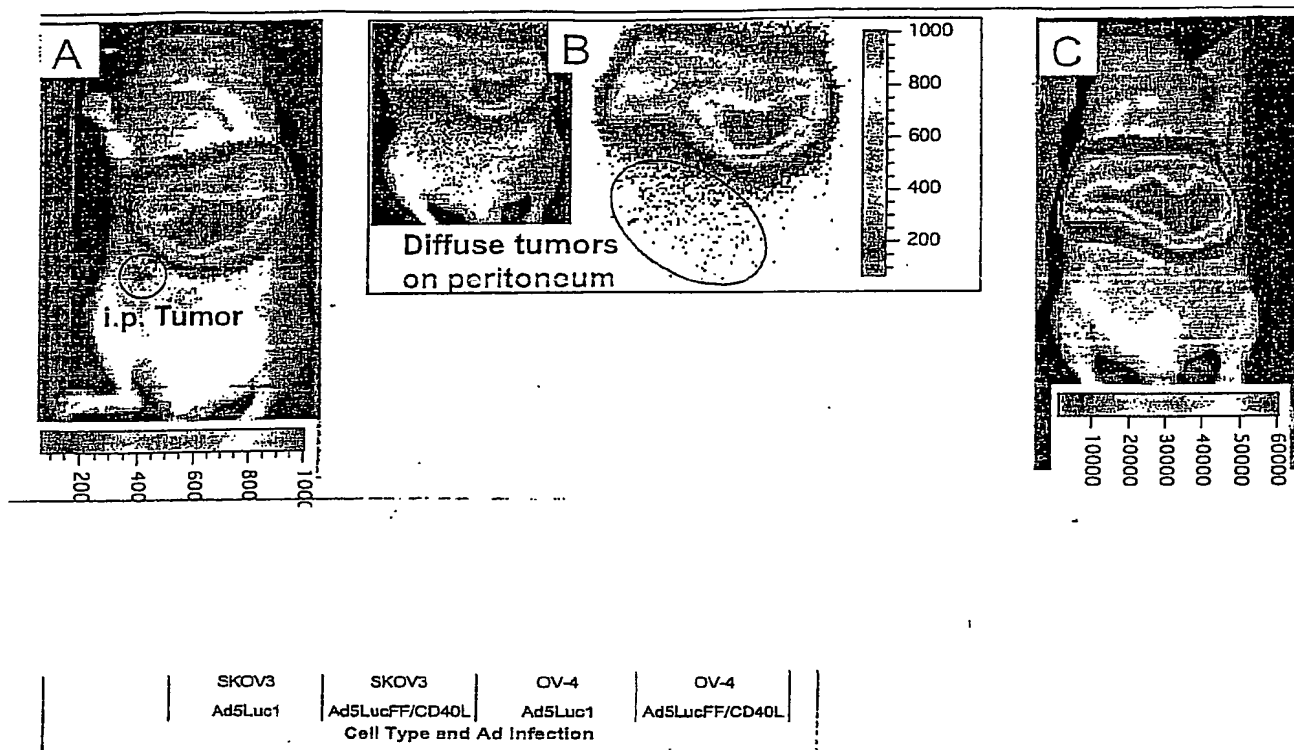 A
B
C
1000
800
600
400
200
Diffuse tumors
on peritoneum
i.p. Tumor
200
400
600
800
10000
20000
30000
40000
50000
60000
SKOV3
SKOV3
OV-4
OV-4
Ad5Luc1
Ad5LucFF/CD40L
Ad5Luc1
Ad5LucFF/CD40L
Cell Type and Ad Infection